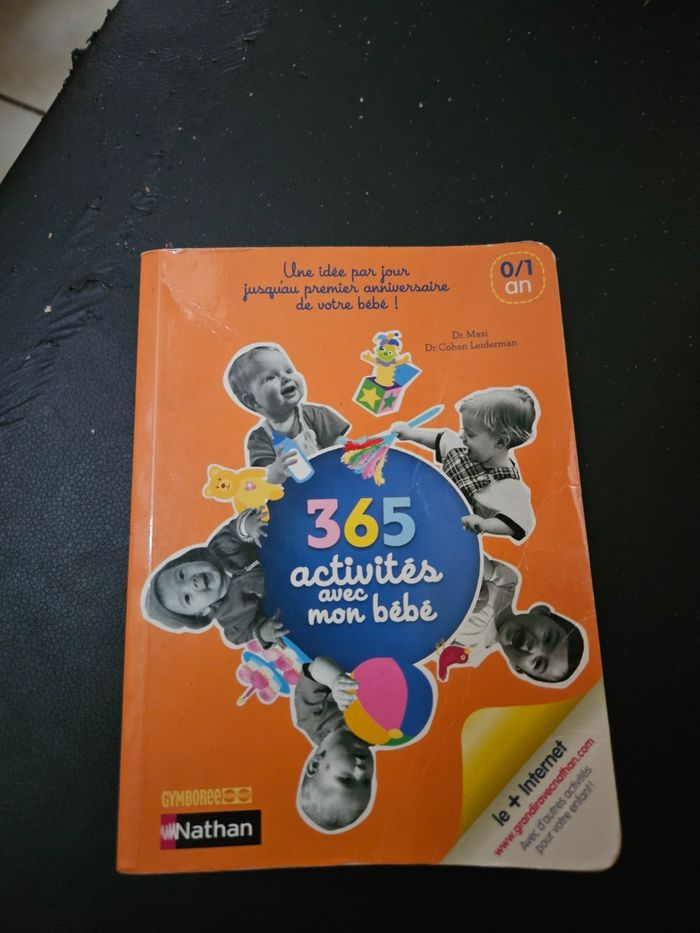 Une idée par jour
jusqu'au premier anniversaire
de votre bébé !
0/1
an
Dr. Masi
Dr. Cohen Leiderman
365
activités
avec
mon bébé
le + Internet
www.grandiravecnathan.com
Avec d'autres activités
pour votre enfant !
GYMBOREE
Nathan